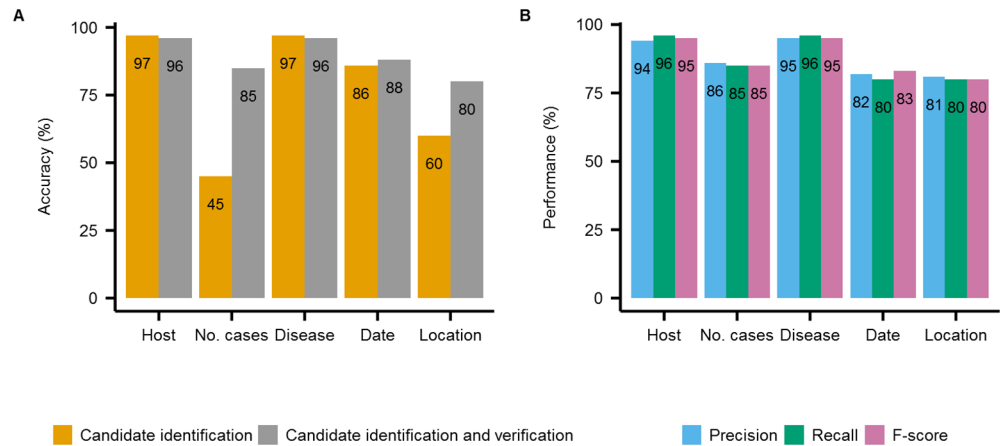 A
Accuracy (%)
100
75
50
25
0
97
96
45
85
97
96
86
88
60
80
Host
No. cases
Disease
Date
Location
Candidate identification
Candidate identification and verification
B
Performance (%)
100
75
50
25
0
94
96
95
86
85
85
95
96
95
82
80
83
81
80
80
Host
No. cases
Disease
Date
Location
Precision
Recall
F-score